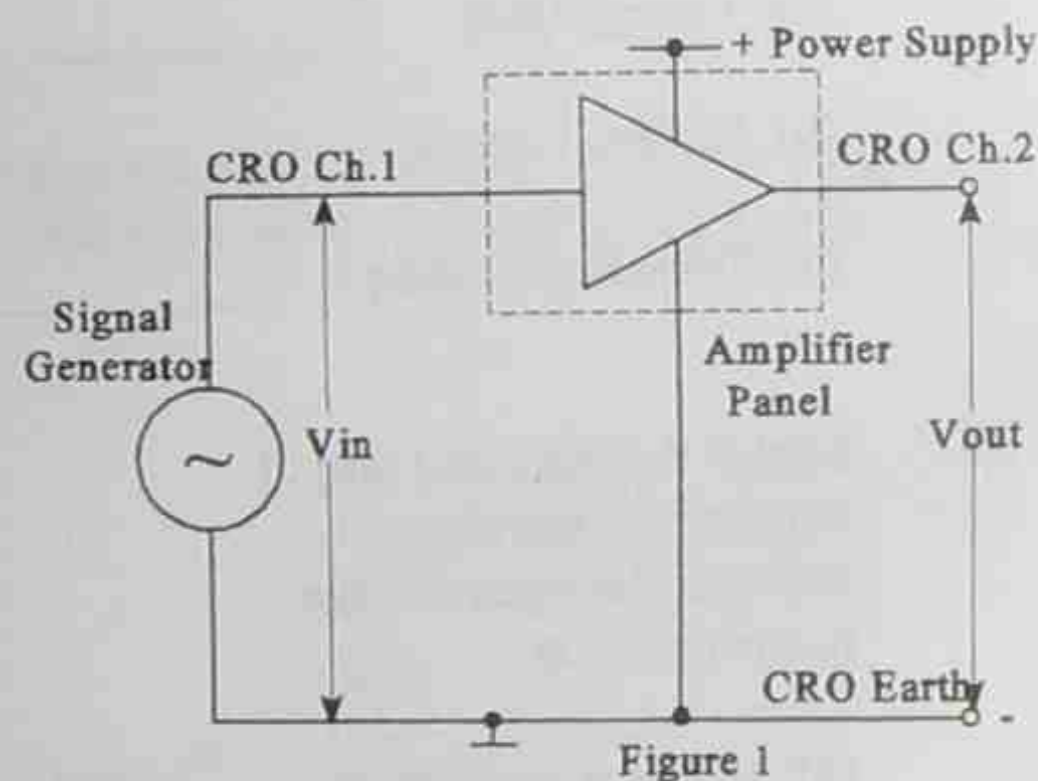 + Power Supply
CRO Ch.1
CRO Ch.2
Signal
Generator
~
Vin
Amplifier
Panel
Vout
CRO Earth
-
Figure 1